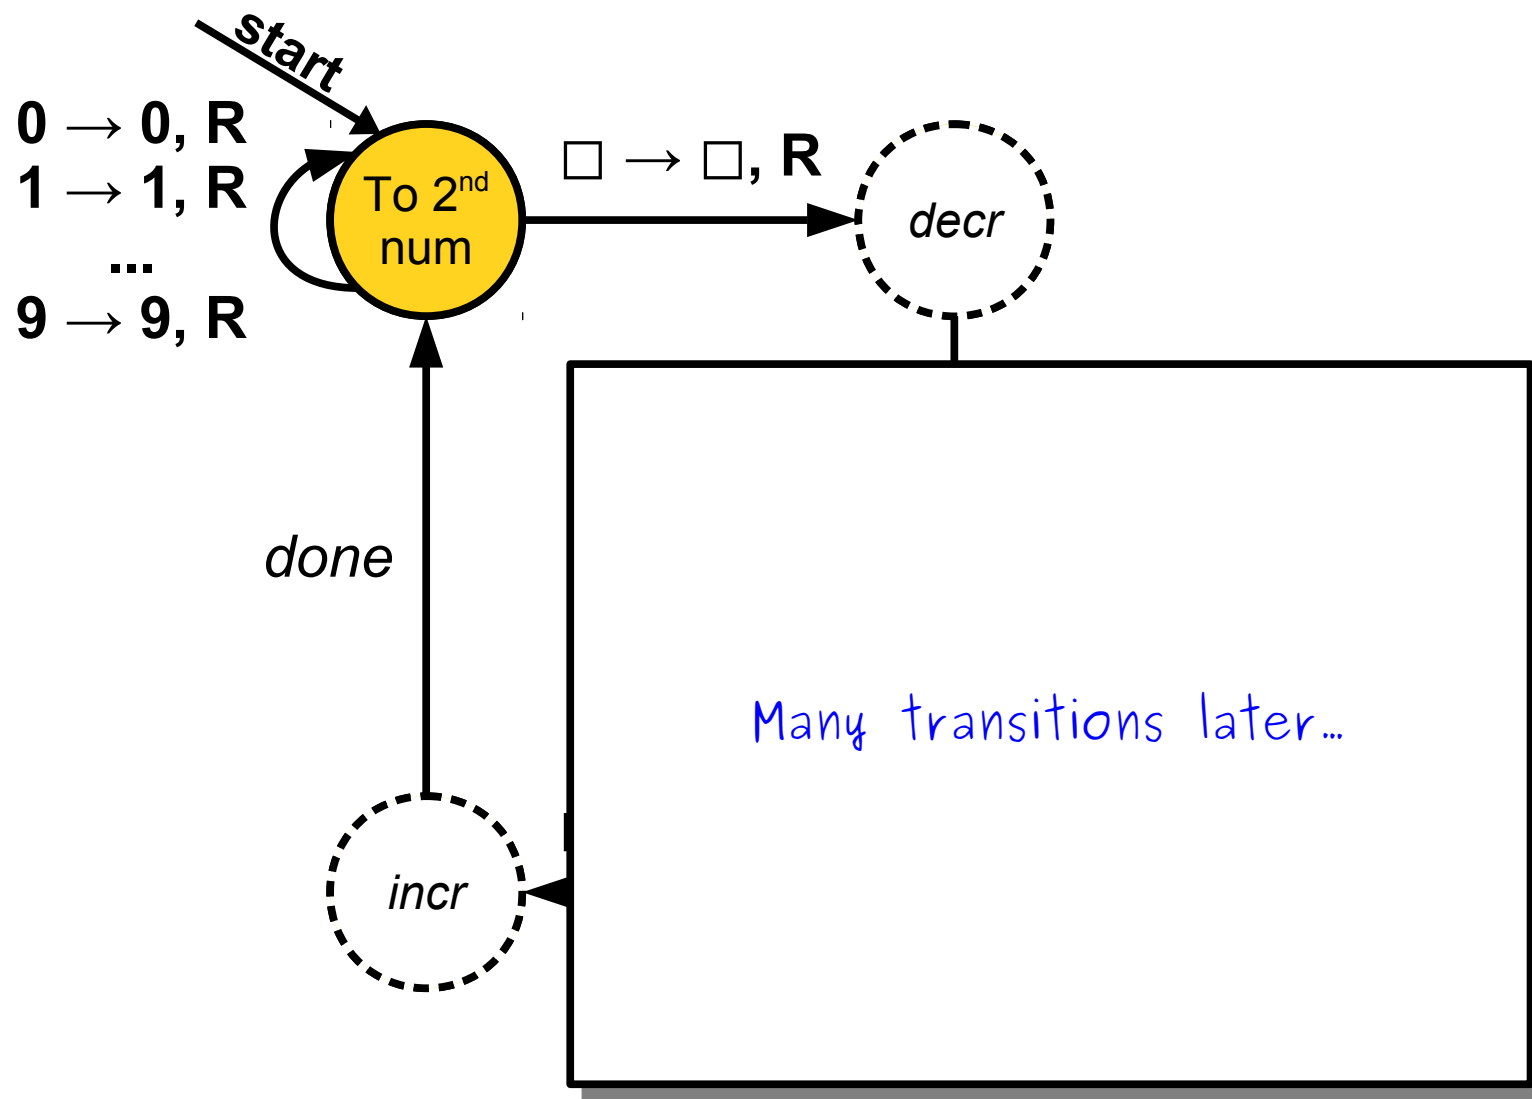 start
0 → 0, R
1 → 1, R
...
9 → 9, R
To 2nd
num
□ → □, R
decr
done
Many transitions later…
incr